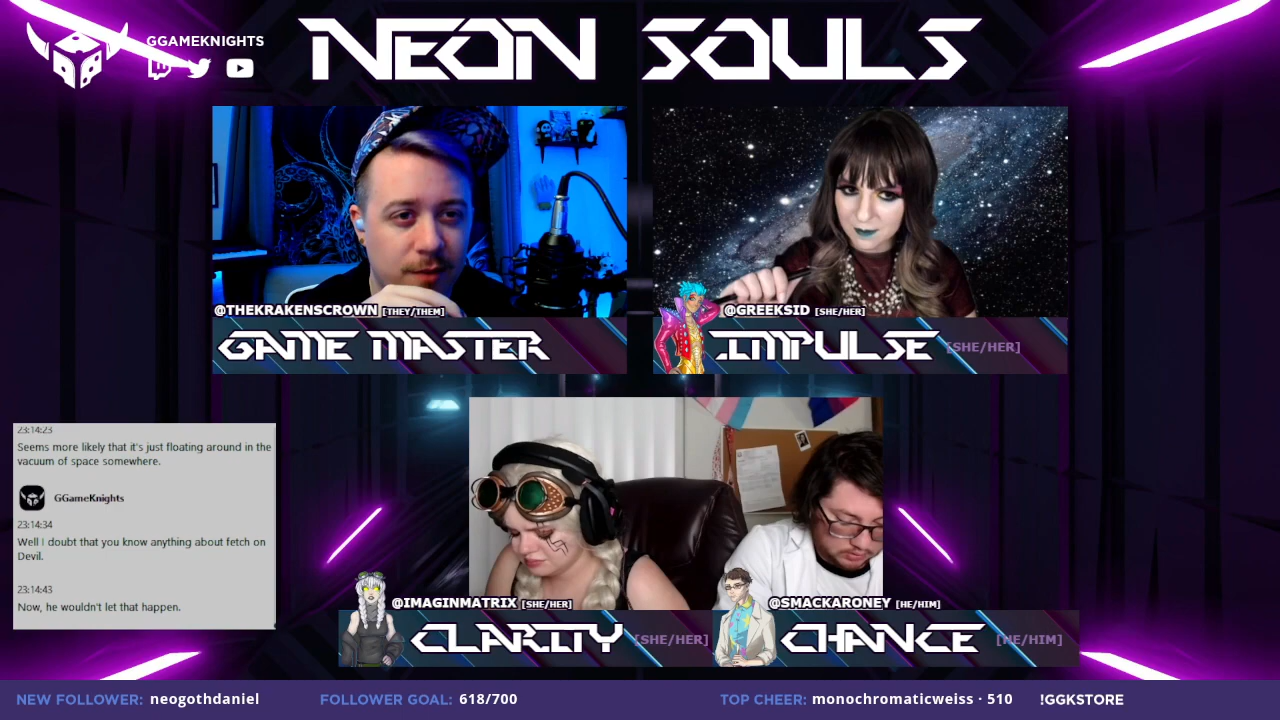 GGAMEKNIGHTS
NEON SOULS
@THEKRAKENSCROWN [THEY/THEM]
GAME MASTER
@GREEKSID [SHE/HER]
IMPULSE [SHE/HER]
23:14:23
Seems more likely that it's just floating around in the
vacuum of space somewhere.
GGameKnights
23:14:34
Well I doubt that you know anything about fetch on
Devil.
23:14:43
Now, he wouldn't let that happen.
@IMAGINMATRIX [SHE/HER]
CLARITY [SHE/HER]
@SMACKARONEY [HE/HIM]
CHANCE [HE/HIM]
NEW FOLLOWER: neogothdaniel FOLLOWER GOAL: 618/700 TOP CHEER: monochromaticweiss · 510 !GGKSTORE